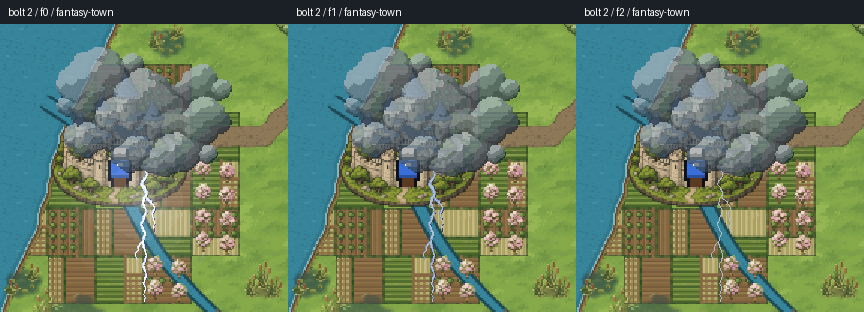 bolt 2 / f0 / fantasy-town
bolt 2 / f1 / fantasy-town
bolt 2 / f2 / fantasy-town